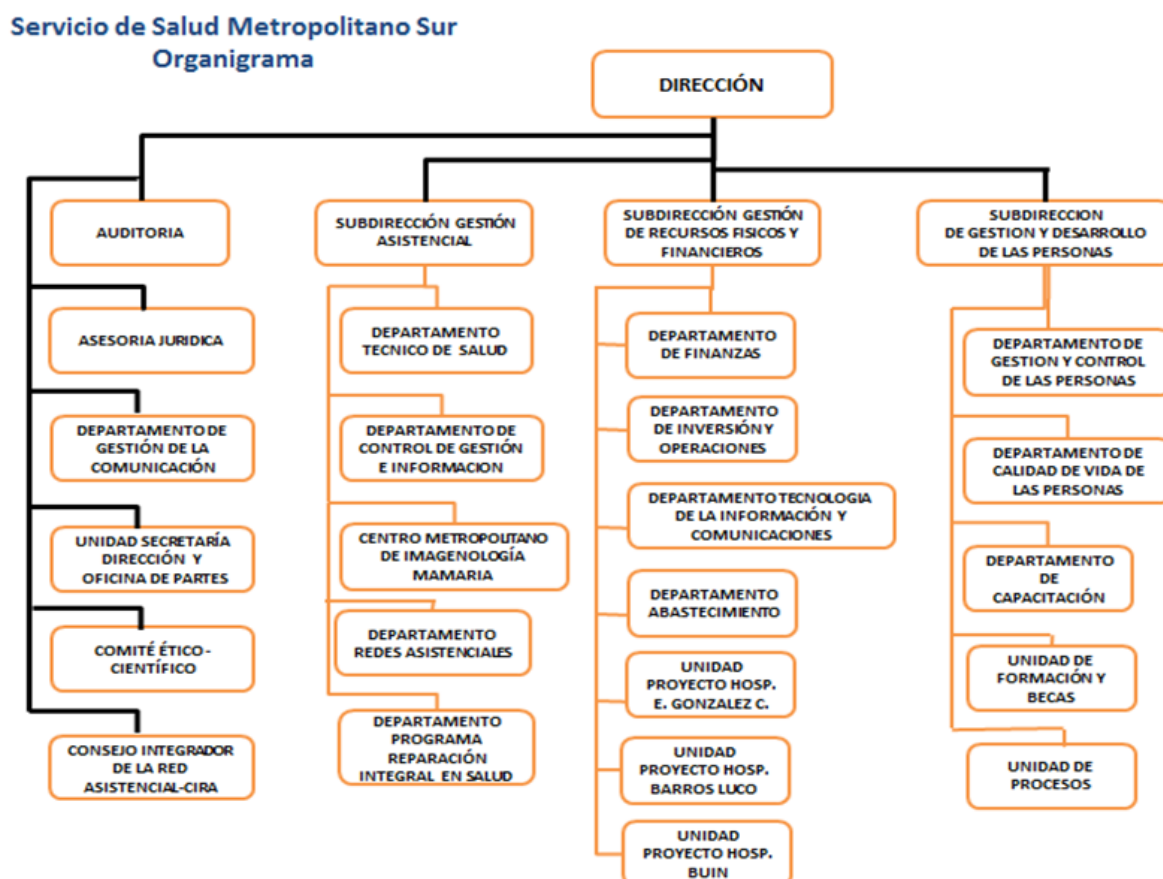 Servicio de Salud Metropolitano Sur
Organigrama
DIRECCIÓN
AUDITORIA
ASESORIA JURIDICA
DEPARTAMENTO DE
GESTIÓN DE LA
COMUNICACIÓN
UNIDAD SECRETARÍA
DIRECCIÓN Y
OFICINA DE PARTES
COMITÉ ÉTICO-
CIENTÍFICO
CONSEJO INTEGRADOR
DE LA RED
ASISTENCIAL-CIRA
SUBDIRECCIÓN GESTIÓN
ASISTENCIAL
DEPARTAMENTO
TECNICO DE SALUD
DEPARTAMENTO DE
CONTROL DE GESTIÓN
E INFORMACION
CENTRO METROPOLITANO
DE IMAGENOLOGÍA
MAMARIA
DEPARTAMENTO
REDES ASISTENCIALES
DEPARTAMENTO
PROGRAMA
REPARACIÓN
INTEGRAL EN SALUD
SUBDIRECCIÓN GESTIÓN
DE RECURSOS FISICOS Y
FINANCIEROS
DEPARTAMENTO
DE FINANZAS
DEPARTAMENTO
DE INVERSIÓN Y
OPERACIONES
DEPARTAMENTO TECNOLOGIA
DE LA INFORMACIÓN Y
COMUNICACIONES
DEPARTAMENTO
ABASTECIMIENTO
UNIDAD
PROYECTO HOSP.
E. GONZALEZ C.
UNIDAD
PROYECTO HOSP.
BARROS LUCO
UNIDAD
PROYECTO HOSP.
BUIN
SUBDIRECCION
DE GESTION Y DESARROLLO
DE LAS PERSONAS
DEPARTAMENTO DE
GESTION Y CONTROL
DE LAS PERSONAS
DEPARTAMENTO DE
CALIDAD DE VIDA DE
LAS PERSONAS
DEPARTAMENTO
DE
CAPACITACIÓN
UNIDAD DE
FORMACIÓN Y
BECAS
UNIDAD DE
PROCESOS